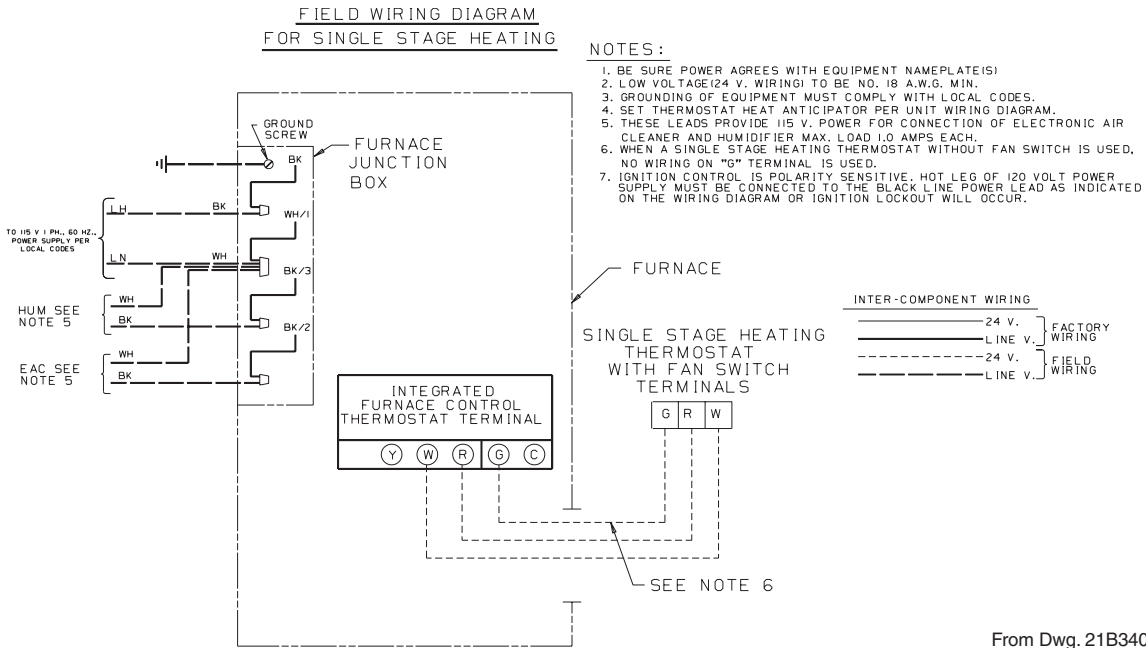 FIELD WIRING DIAGRAM
FOR SINGLE STAGE HEATING
NOTES:
1. BE SURE POWER AGREES WITH EQUIPMENT NAMEPLATE(S)
2. LOW VOLTAGE(24 V. WIRING) TO BE NO. 18 A.W.G. MIN.
3. GROUNDING OF EQUIPMENT MUST COMPLY WITH LOCAL CODES.
4. SET THERMOSTAT HEAT ANTICIPATOR PER UNIT WIRING DIAGRAM.
5. THESE LEADS PROVIDE 115 V. POWER FOR CONNECTION OF ELECTRONIC AIR
CLEANER AND HUMIDIFIER MAX. LOAD 1.0 AMPS EACH.
6. WHEN A SINGLE STAGE HEATING THERMOSTAT WITHOUT FAN SWITCH IS USED,
NO WIRING ON "G" TERMINAL IS USED.
7. IGNITION CONTROL IS POLARITY SENSITIVE. HOT LEG OF 120 VOLT POWER
SUPPLY MUST BE CONNECTED TO THE BLACK LINE POWER LEAD AS INDICATED
ON THE WIRING DIAGRAM OR IGNITION LOCKOUT WILL OCCUR.
GROUND
SCREW
FURNACE
JUNCTION
BOX
BK
LH
BK
WH/1
TO 115 V 1 PH., 60 HZ.,
POWER SUPPLY PER
LOCAL CODES
LN
WH
BK/3
HUM SEE
NOTE 5
WH
BK
BK/2
EAC SEE
NOTE 5
WH
BK
FURNACE
SINGLE STAGE HEATING
THERMOSTAT
WITH FAN SWITCH
TERMINALS
G R W
INTEGRATED
FURNACE CONTROL
THERMOSTAT TERMINAL
Y W R G C
SEE NOTE 6
INTER-COMPONENT WIRING
24 V.
LINE V.
FACTORY
WIRING
24 V.
LINE V.
FIELD
WIRING
From Dwg. 21B340